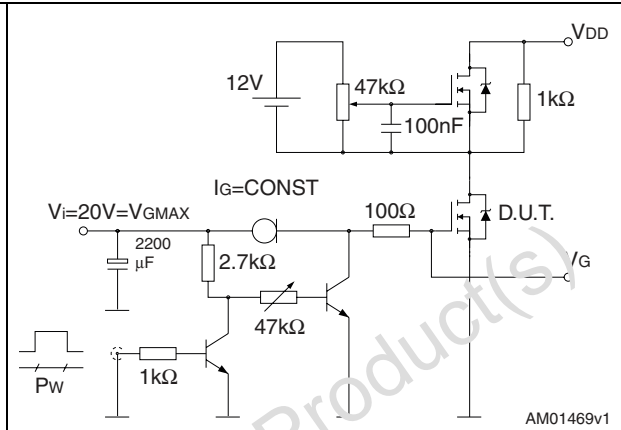 VDD
12V
47kΩ
1kΩ
100nF
IG=CONST
Vi=20V=VGMAX
100Ω
D.U.T.
2200
μF
2.7kΩ
VG
47kΩ
1kΩ
PW
Product(s)
AM01469v1